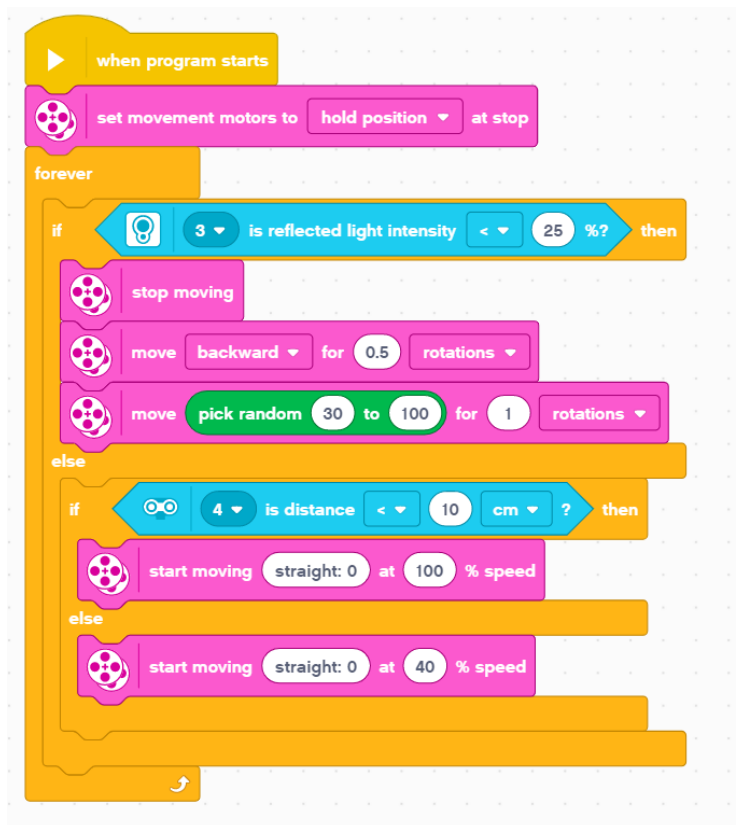 when program starts
set movement motors to hold position at stop
forever
if 3 is reflected light intensity < 25 %? then
stop moving
move backward for 0.5 rotations
move pick random 30 to 100 for 1 rotations
else
if 4 is distance < 10 cm ? then
start moving straight: 0 at 100 % speed
else
start moving straight: 0 at 40 % speed